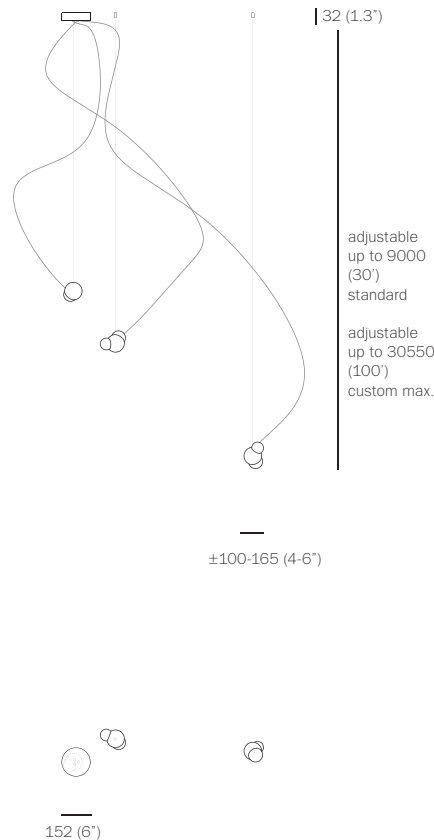 32 (1.3”)
adjustable
up to 9000
(30’)
standard
adjustable
up to 30550
(100’)
custom max.
±100-165 (4-6”)
152 (6”)